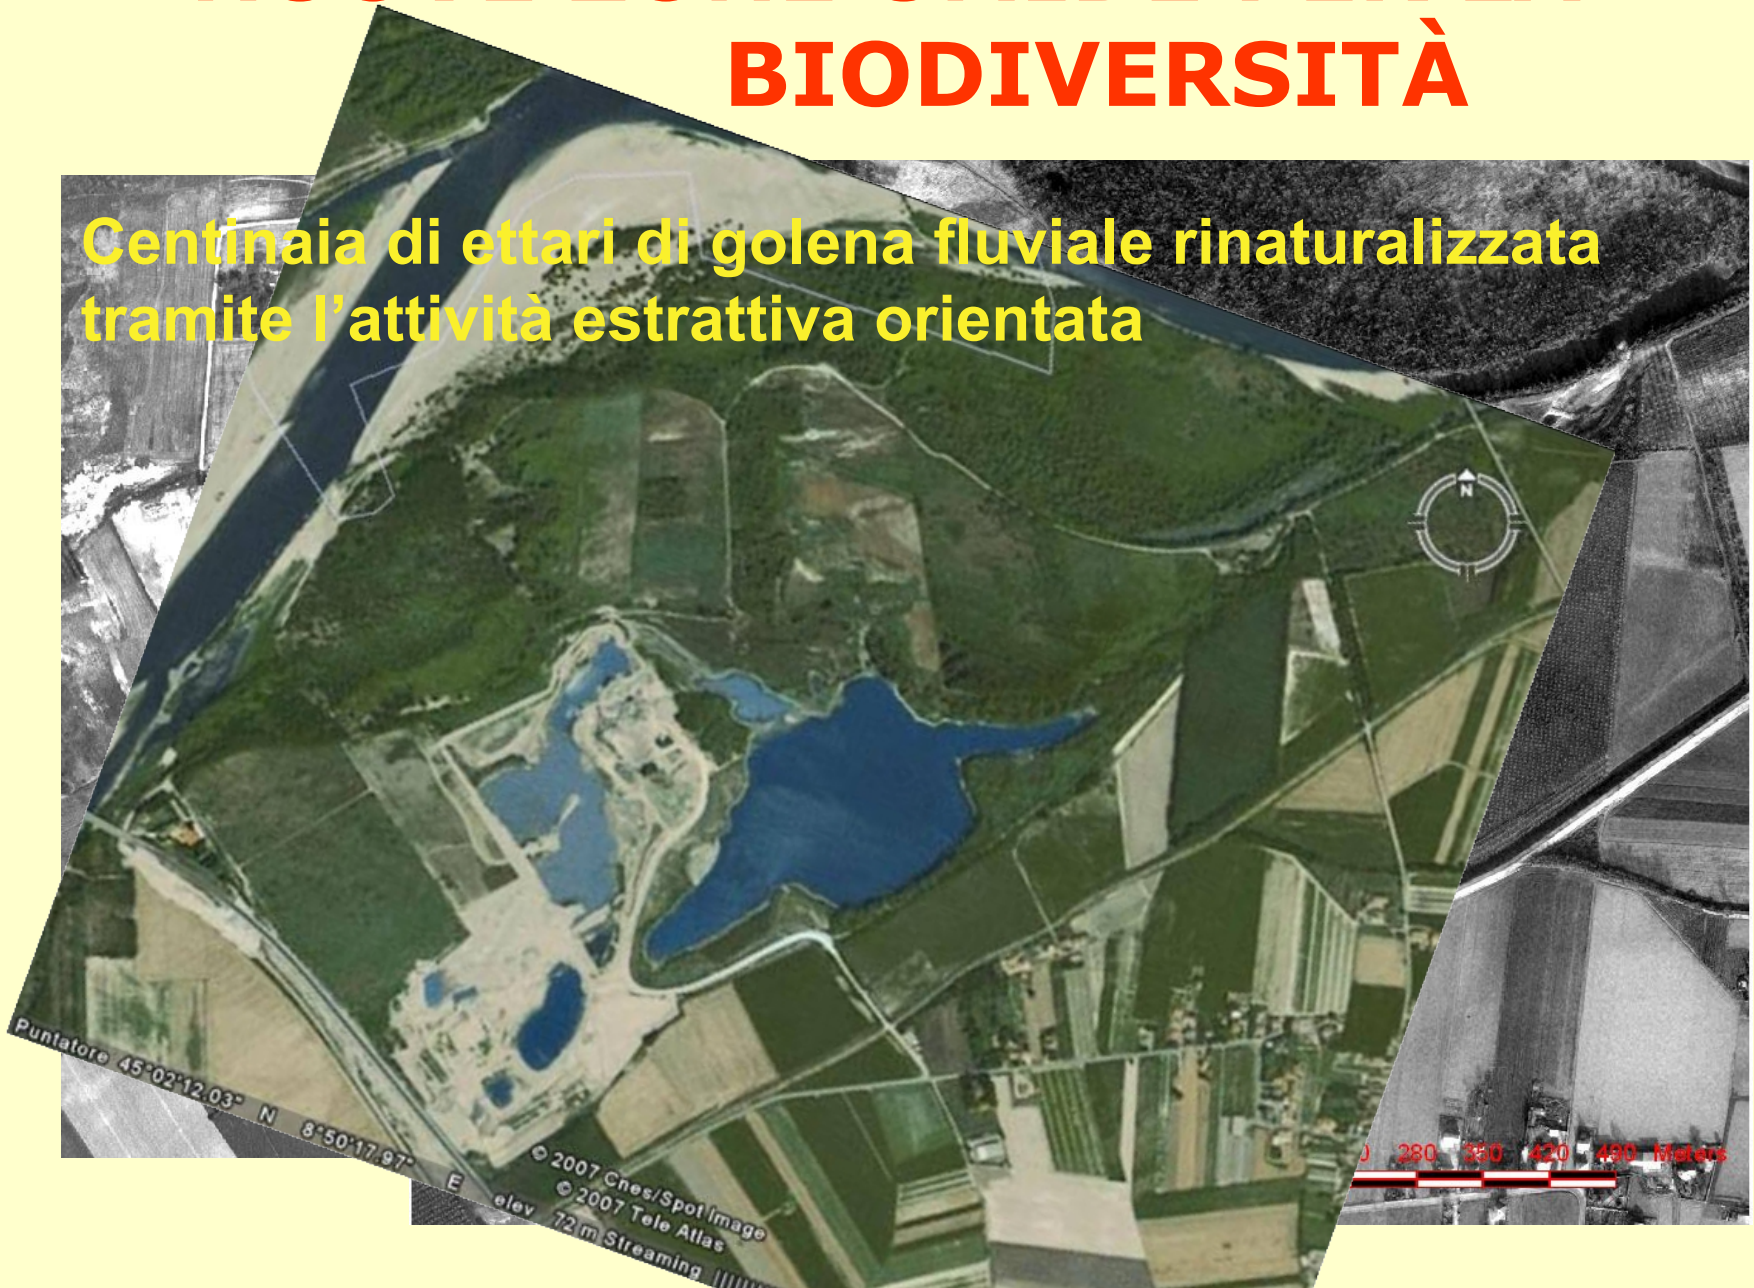 BIODIVERSITÀ
Centinaia di ettari di golena fluviale rinaturalizzata
tramite l’attività estrattiva orientata
N
280 350 420 490 Meters
Puntatore 45°02'12.03" N 8°50'17.97" E elev 72 m Streaming
© 2007 Cnes/Spot Image
© 2007 Tele Atlas